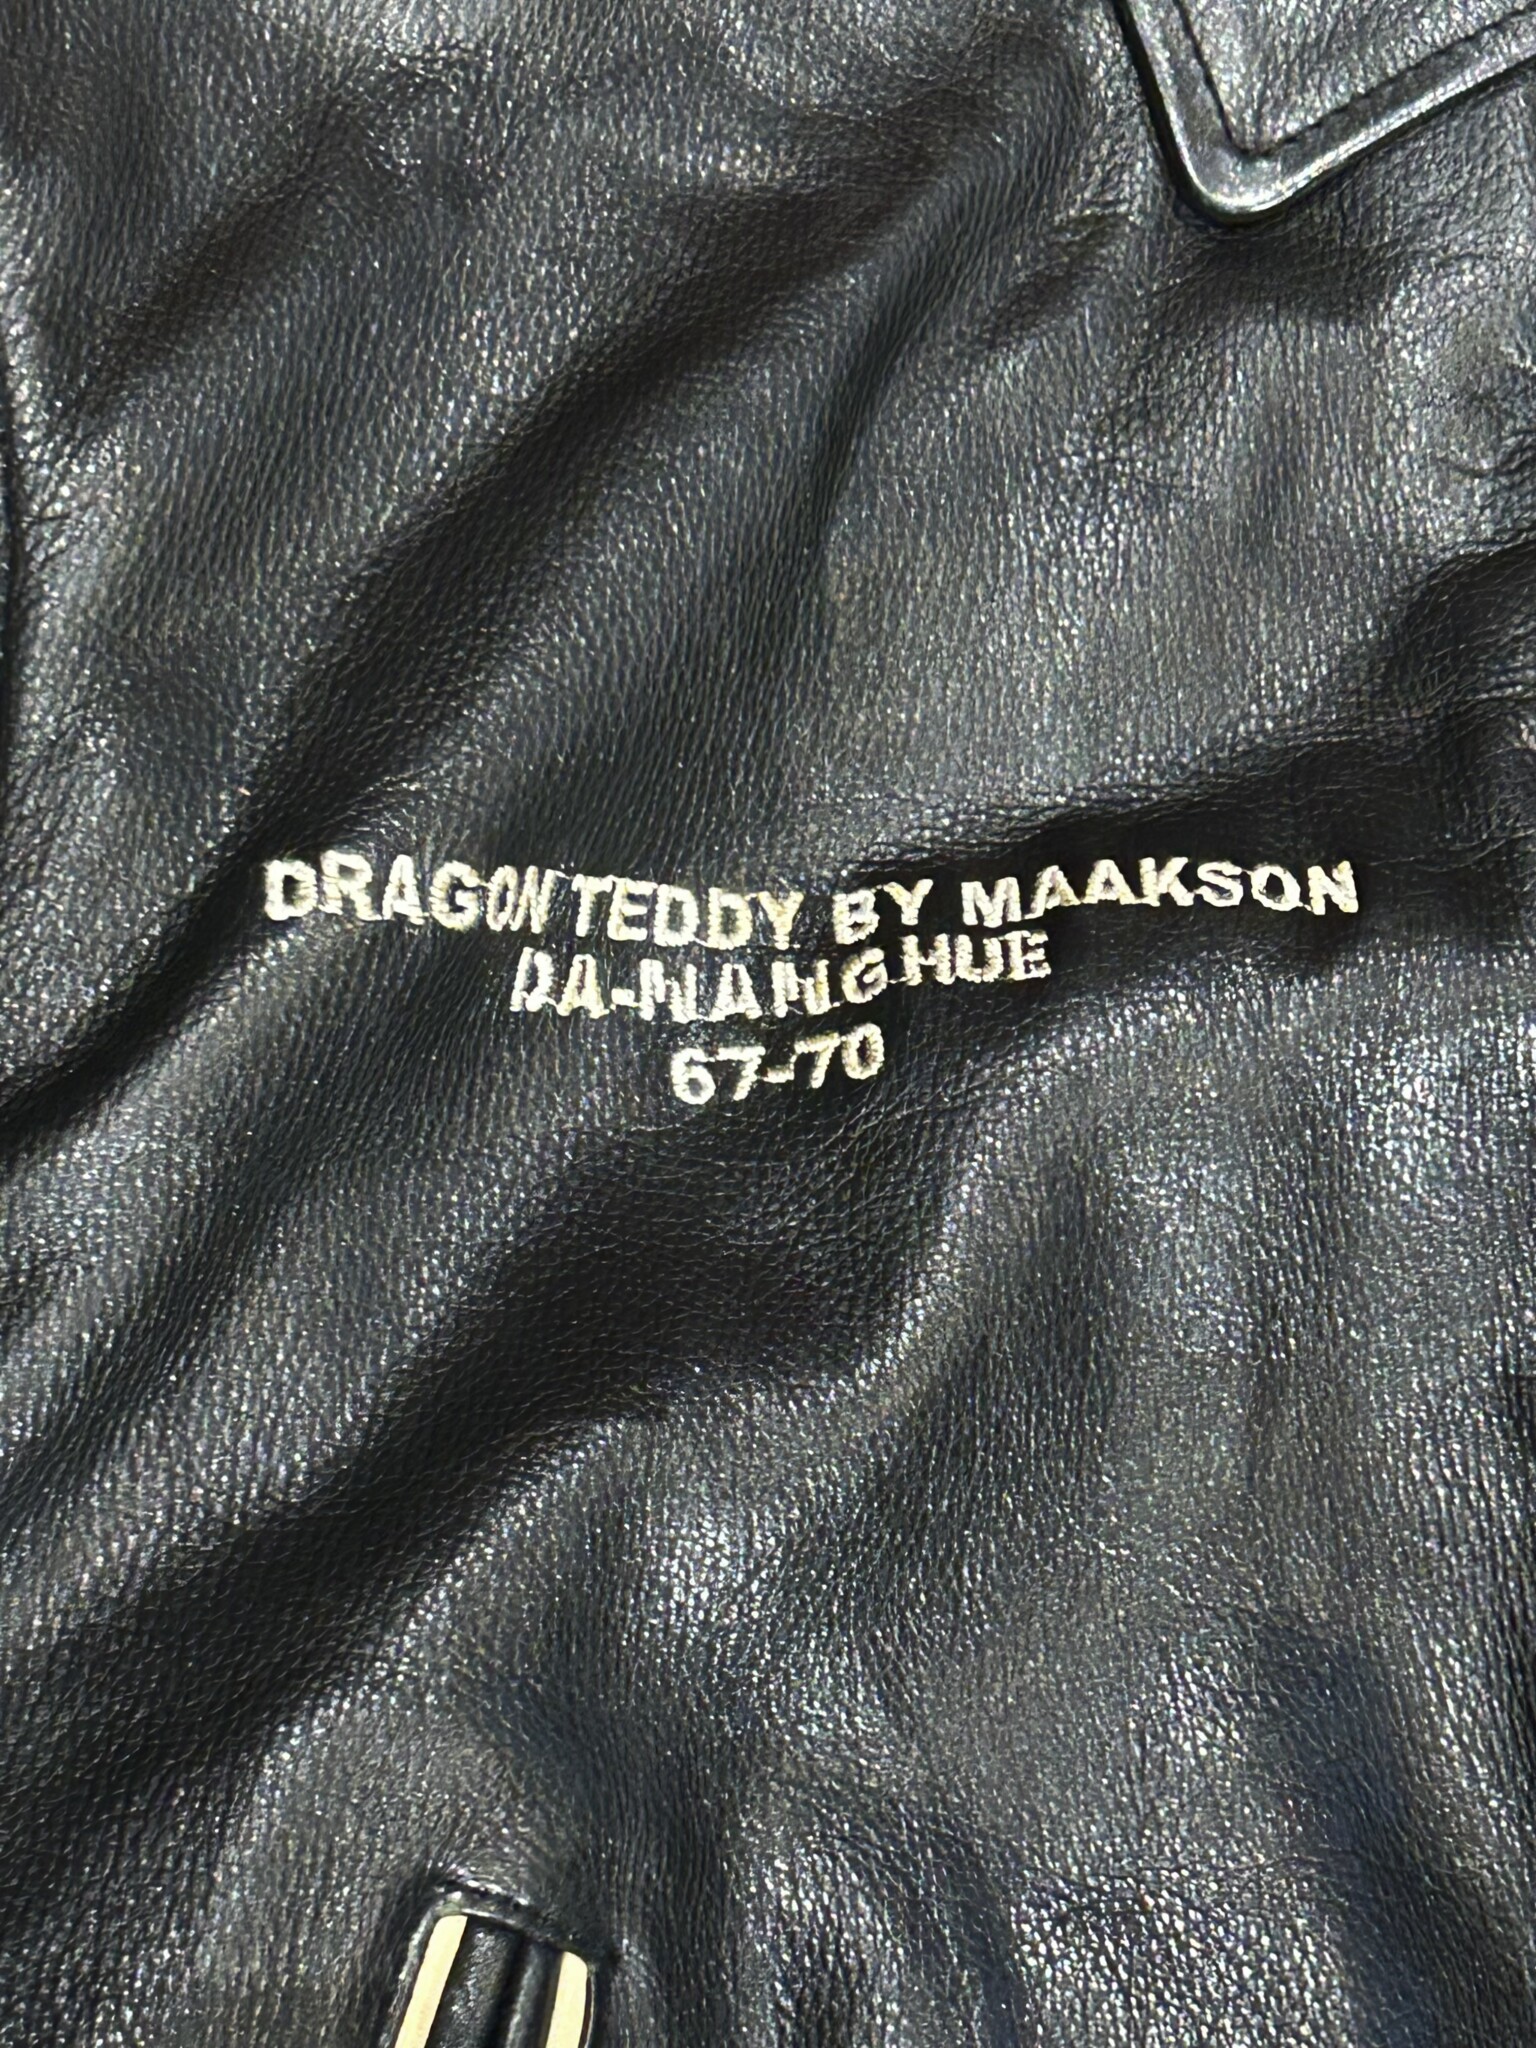 DRAGON TEDDY BY MAAKSON
DA-NANG HUE
67-70